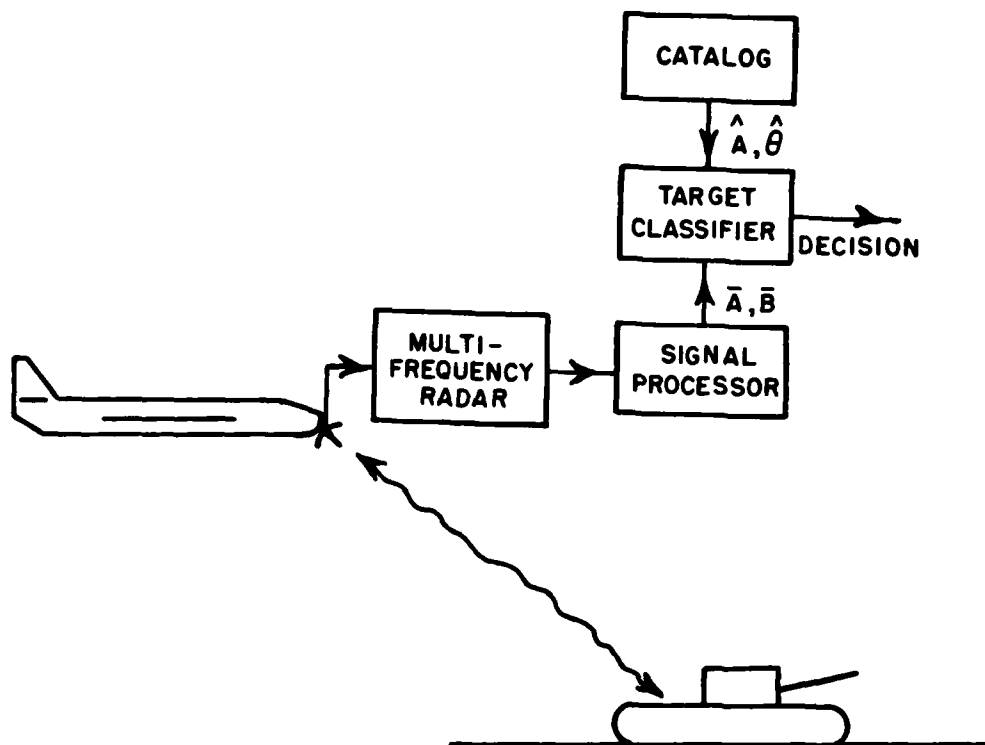 CATALOG
Â, θ̂
TARGET
CLASSIFIER
DECISION
Ā, B̄
MULTI-
FREQUENCY
RADAR
SIGNAL
PROCESSOR